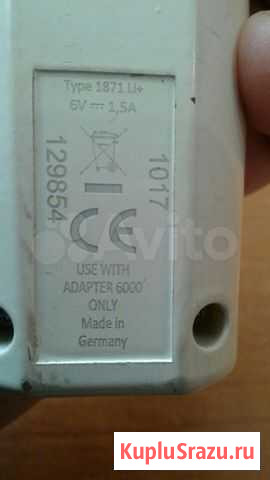 Type 1871 Li+
6V ⎓ 1,5A
129854
1017
CE
USE WITH
ADAPTER 6000
ONLY
Made in
Germany
Avito
KupluSrazu.ru